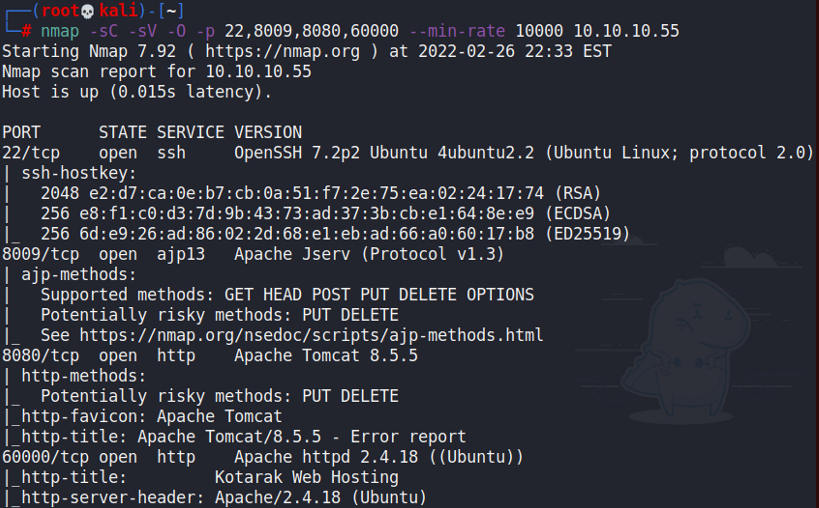 ┌──(root💀kali)-[~]
└─# nmap -sC -sV -O -p 22,8009,8080,60000 --min-rate 10000 10.10.10.55
Starting Nmap 7.92 ( https://nmap.org ) at 2022-02-26 22:33 EST
Nmap scan report for 10.10.10.55
Host is up (0.015s latency).

PORT      STATE SERVICE VERSION
22/tcp    open  ssh     OpenSSH 7.2p2 Ubuntu 4ubuntu2.2 (Ubuntu Linux; protocol 2.0)
| ssh-hostkey:
|   2048 e2:d7:ca:0e:b7:cb:0a:51:f7:2e:75:ea:02:24:17:74 (RSA)
|   256 e8:f1:c0:d3:7d:9b:43:73:ad:37:3b:cb:e1:64:8e:e9 (ECDSA)
|_  256 6d:e9:26:ad:86:02:2d:68:e1:eb:ad:66:a0:60:17:b8 (ED25519)
8009/tcp  open  ajp13   Apache Jserv (Protocol v1.3)
| ajp-methods:
|   Supported methods: GET HEAD POST PUT DELETE OPTIONS
|   Potentially risky methods: PUT DELETE
|_  See https://nmap.org/nsedoc/scripts/ajp-methods.html
8080/tcp  open  http    Apache Tomcat 8.5.5
| http-methods:
|_  Potentially risky methods: PUT DELETE
|_http-favicon: Apache Tomcat
|_http-title: Apache Tomcat/8.5.5 - Error report
60000/tcp open  http    Apache httpd 2.4.18 ((Ubuntu))
|_http-title:         Kotarak Web Hosting
|_http-server-header: Apache/2.4.18 (Ubuntu)